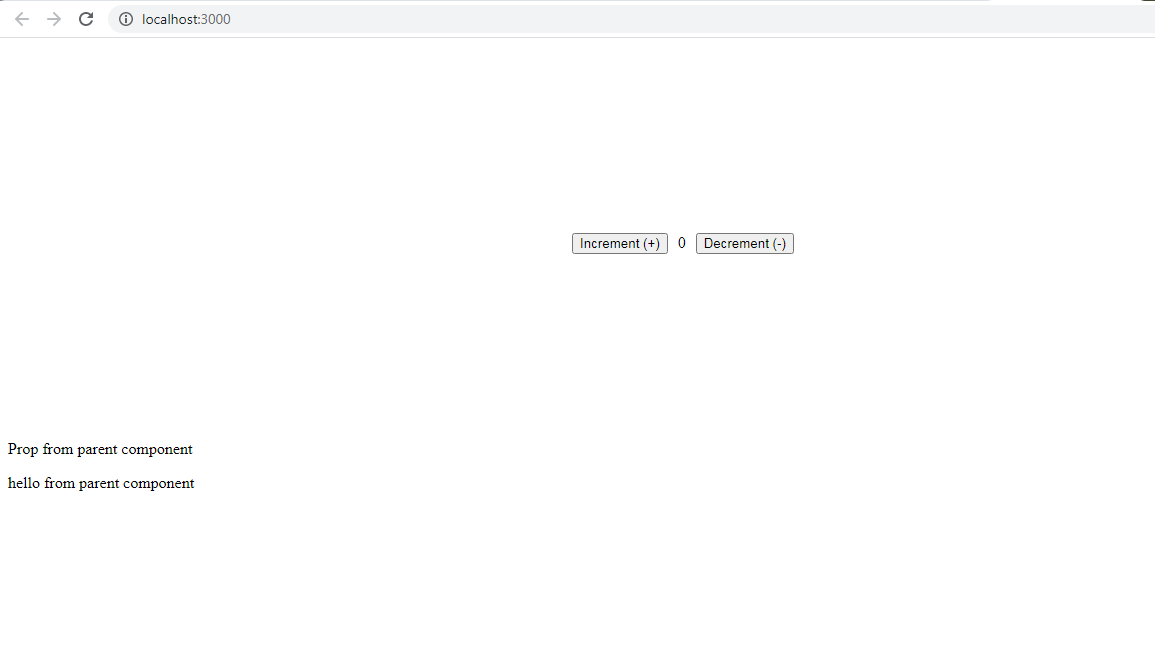 localhost:3000
Increment (+) 0 Decrement (-)
Prop from parent component
hello from parent component